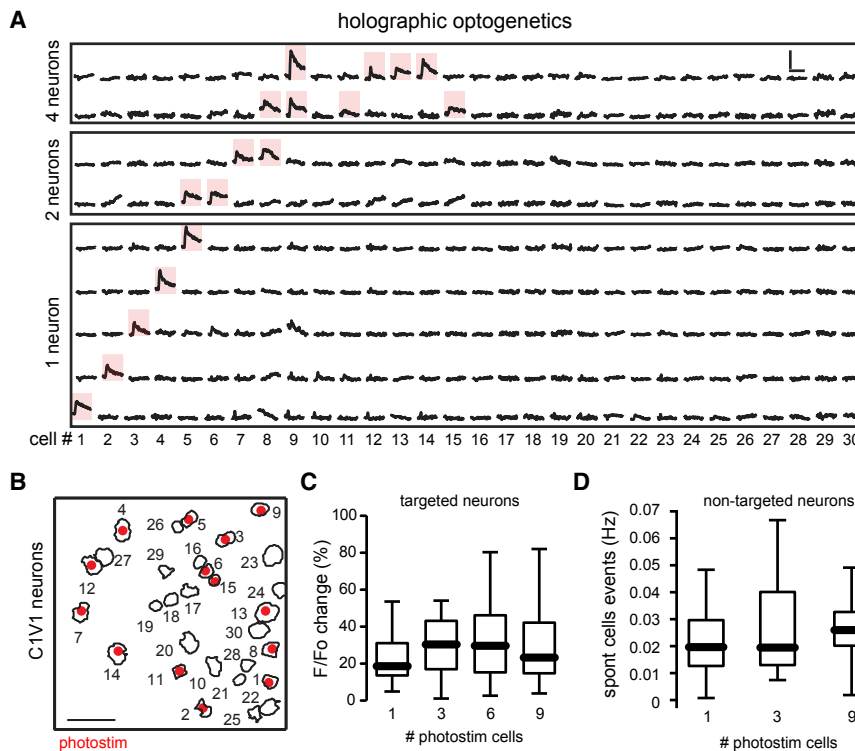 A
holographic optogenetics
4 neurons
2 neurons
1 neuron
cell # 1 2 3 4 5 6 7 8 9 10 11 12 13 14 15 16 17 18 19 20 21 22 23 24 25 26 27 28 29 30
B
C1V1 neurons
4
26
5
9
3
27
16
29
6
23
12
15
24
17
18
19
13
7
30
20
14
8
28
11
10
1
21
22
2
25
photostim
C
targeted neurons
F/Fo change (%)
100
80
60
40
20
0
1 3 6 9
# photostim cells
D
non-targeted neurons
spont cells events (Hz)
0.07
0.06
0.05
0.04
0.03
0.02
0.01
0
1 3 9
# photostim cells